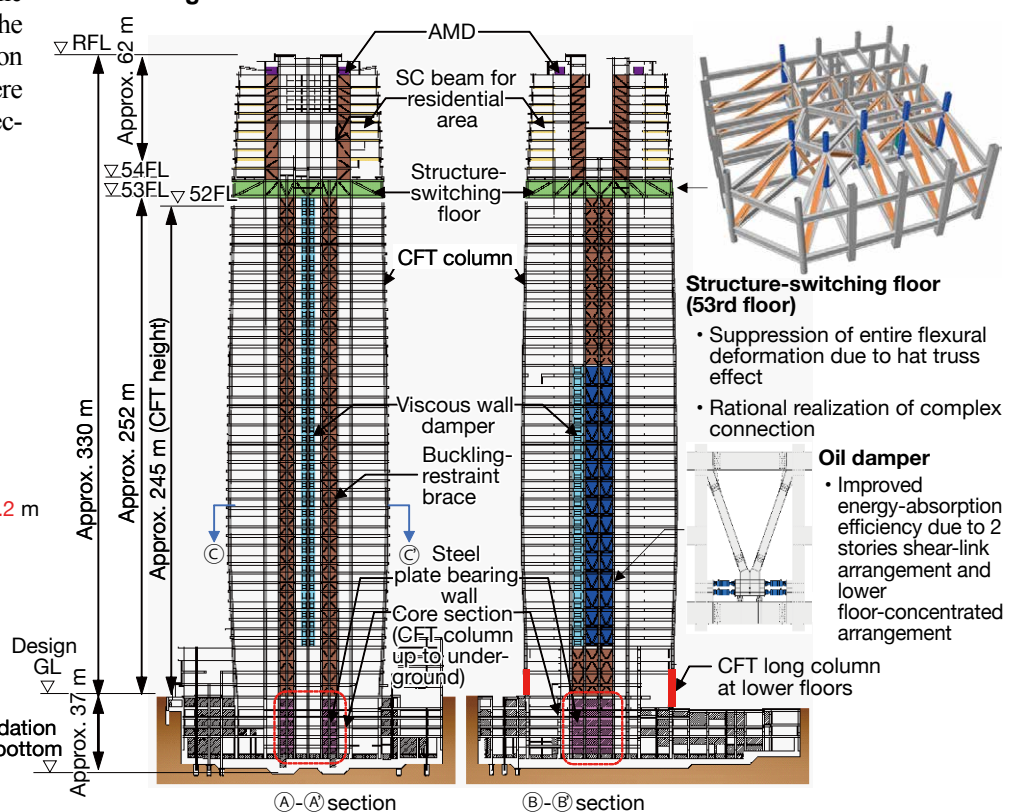 he
on
ere
ec-
.2 m
▽ RFL
Approx. 62 m
▽54FL
▽53FL
▽ 52FL
Approx. 330 m
Approx. 252 m
Approx. 245 m (CFT height)
Design
GL
▽
Approx. 37 m
dation
bottom
▽
AMD
SC beam for
residential
area
Structure-
switching
floor
CFT column
Viscous wall
damper
Buckling-
restraint
brace
Ⓒ
Ⓒ'
Steel
plate bearing
wall
Core section
(CFT column
up to under-
ground)
Ⓐ-Ⓐ' section
Ⓑ-Ⓑ' section
Structure-switching floor
(53rd floor)
• Suppression of entire flexural
deformation due to hat truss
effect
• Rational realization of complex
connection
Oil damper
• Improved
energy-absorption
efficiency due to 2
stories shear-link
arrangement and
lower
floor-concentrated
arrangement
CFT long column
at lower floors